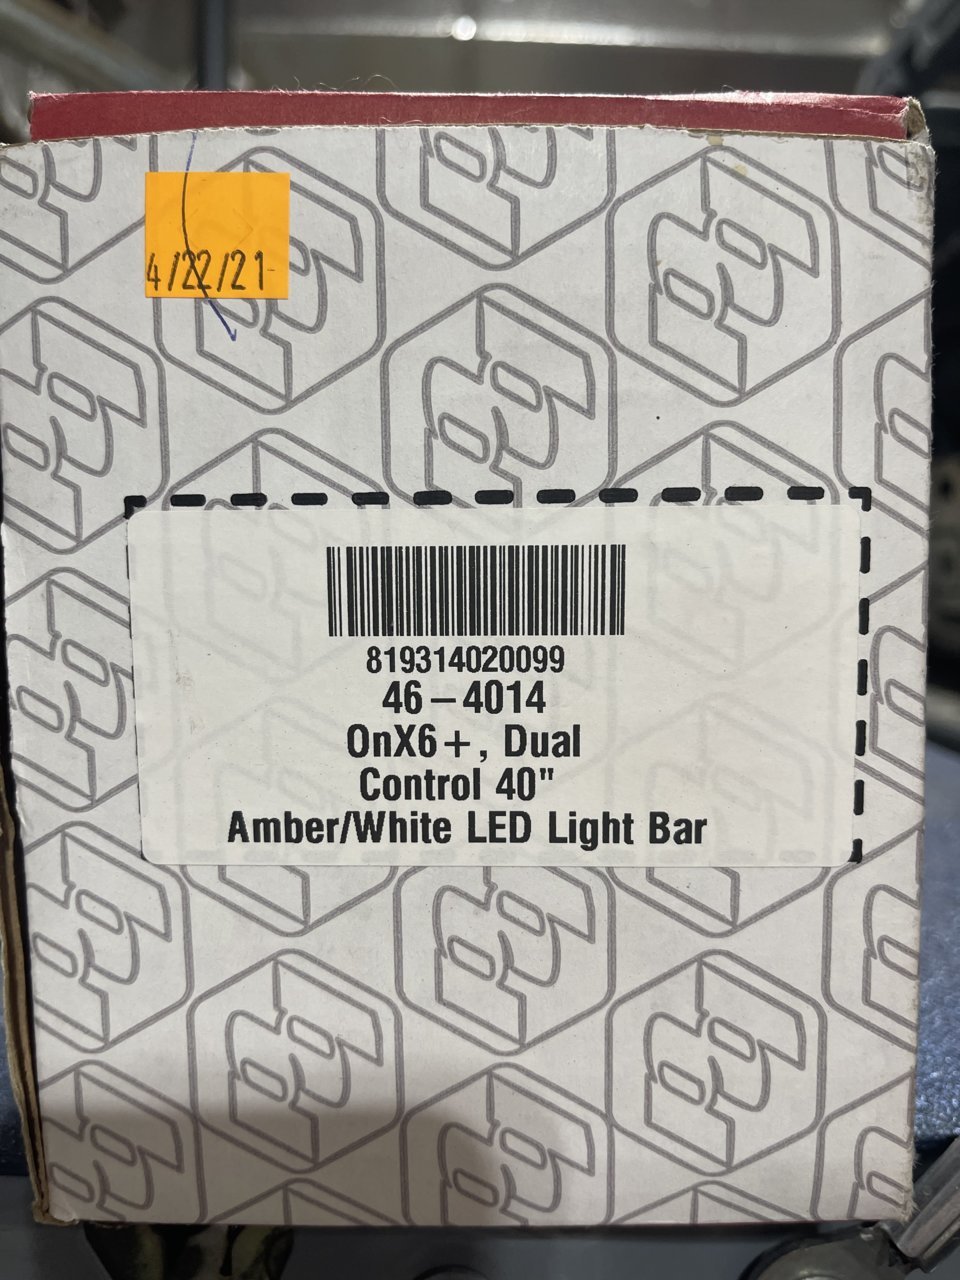 4/22/21
819314020099
46-4014
OnX6+, Dual
Control 40"
Amber/White LED Light Bar